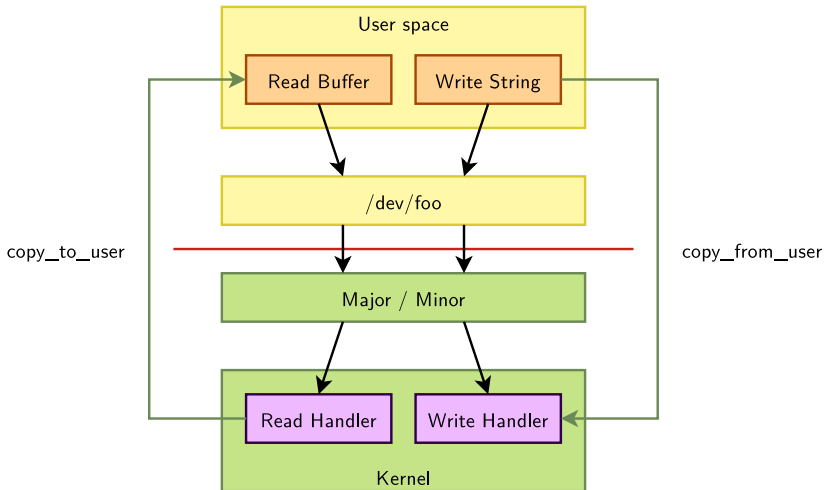 User space
Read Buffer
Write String
/dev/foo
copy_to_user
copy_from_user
Major / Minor
Read Handler
Write Handler
Kernel